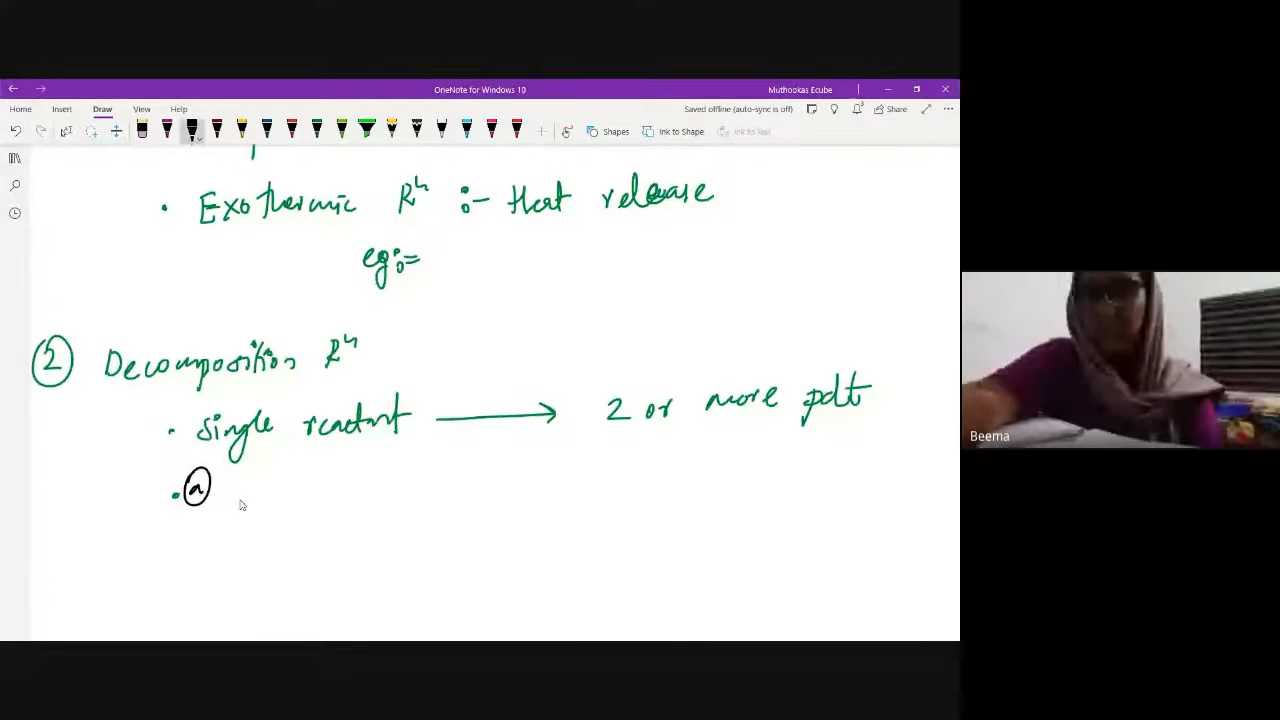 OneNote for Windows 10
Muthookas Ecube
Home Insert Draw View Help
Saved offline (auto-sync is off)
Share
Shapes
Ink to Shape
Ink to Text
. Exothermic Rⁿ :- Heat release
eg:=
② Decomposition Rⁿ
. single reactant → 2 or more pdt
. ⓐ
Beema